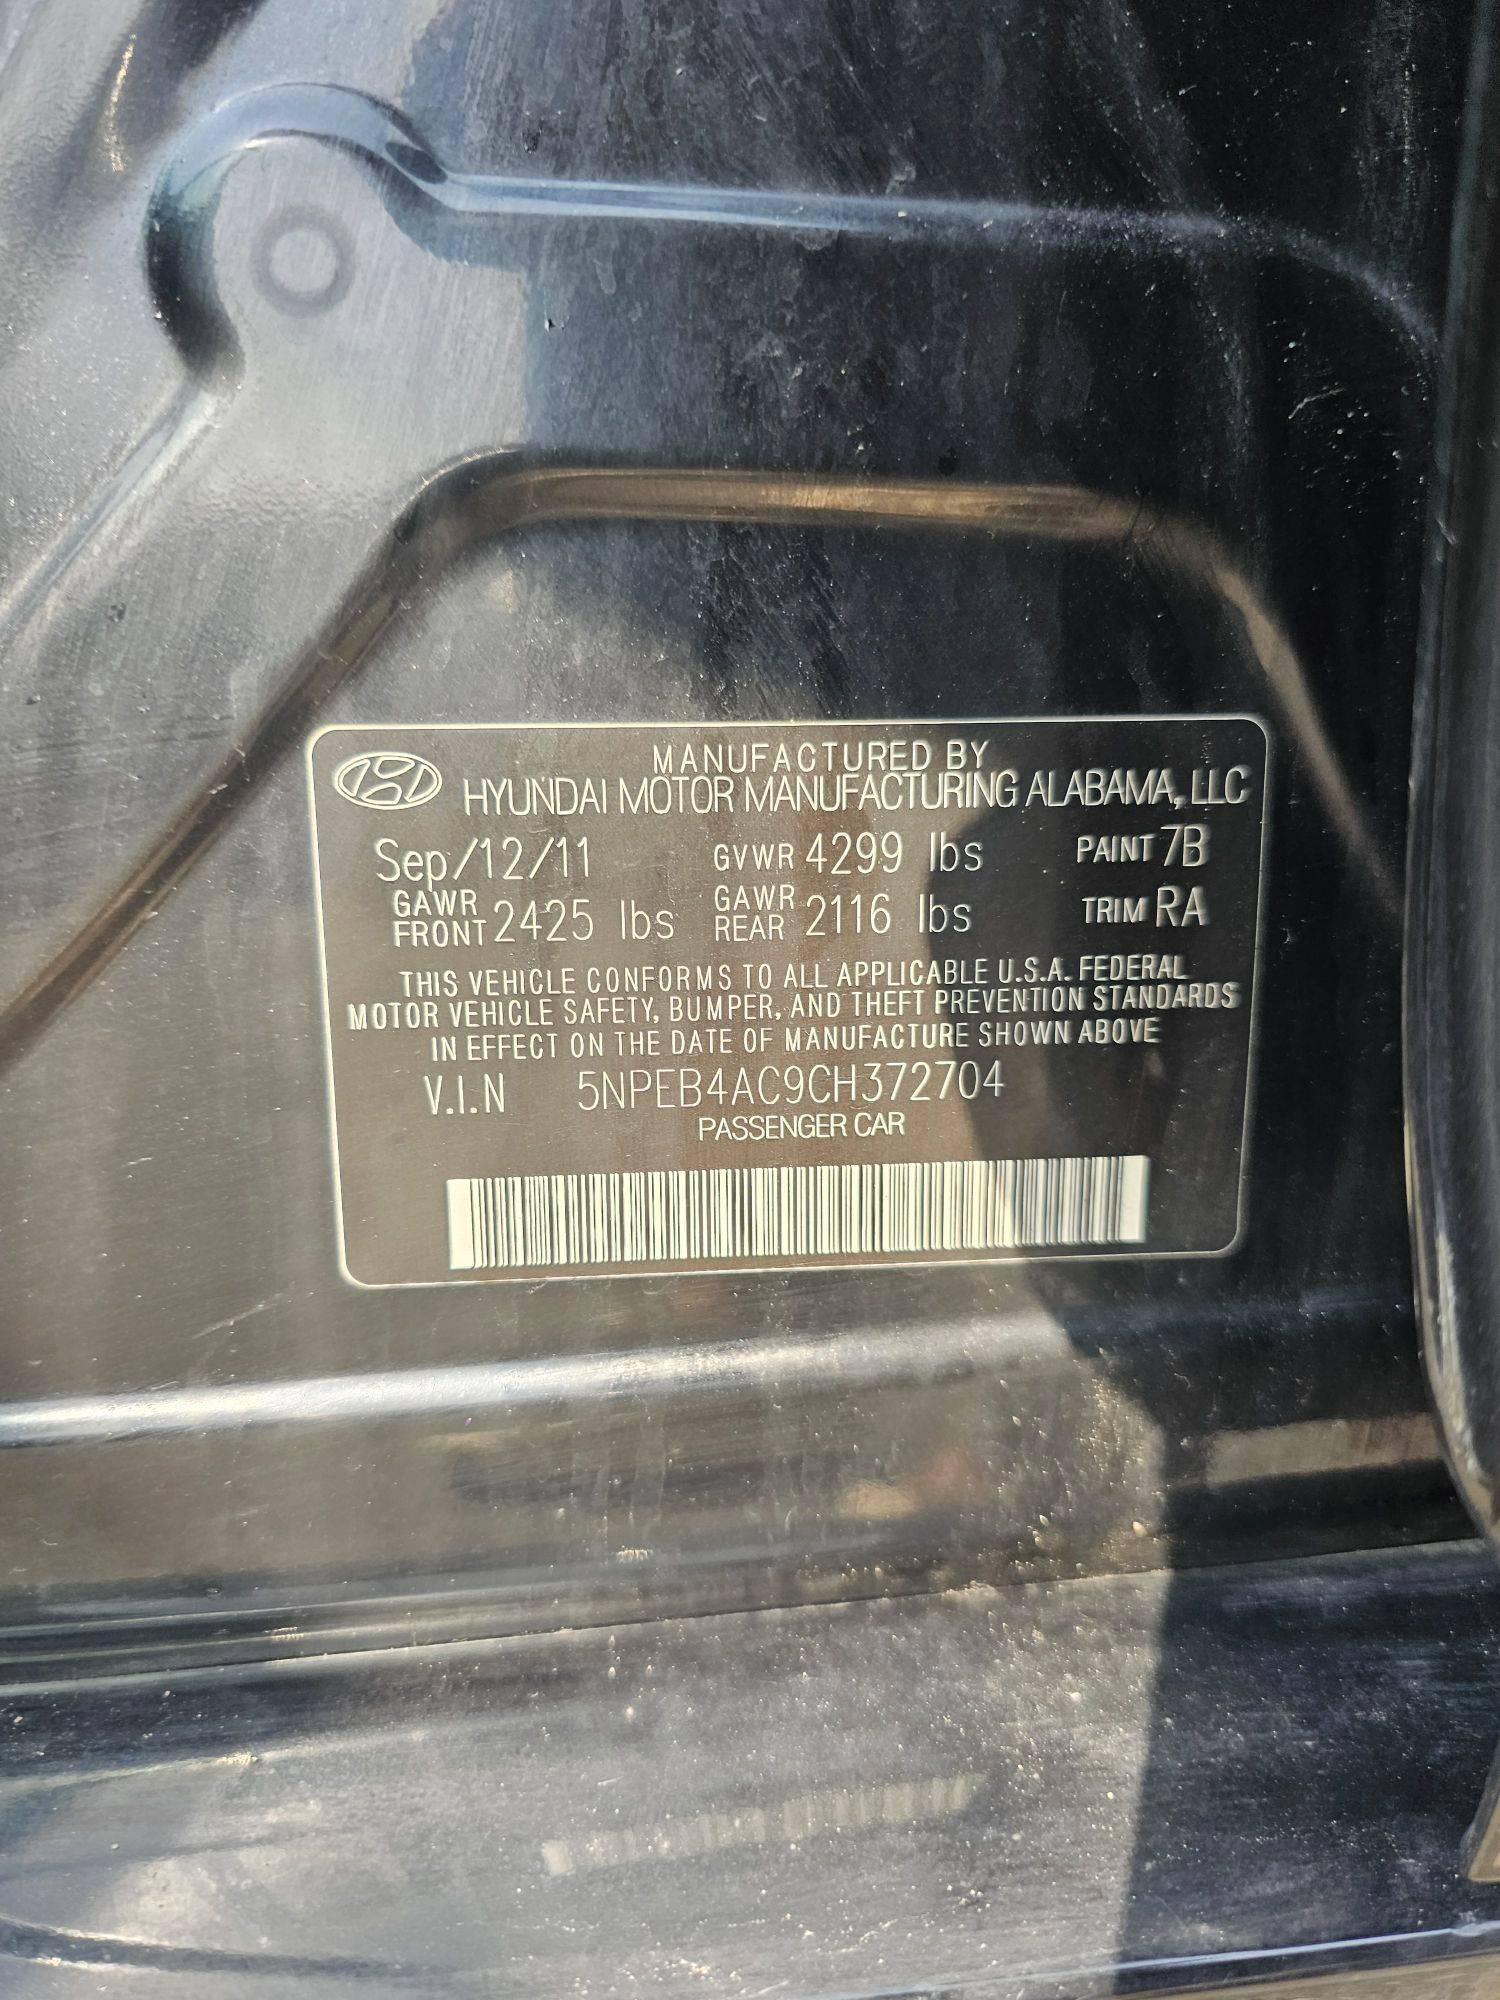 MANUFACTURED BY
HYUNDAI MOTOR MANUFACTURING ALABAMA, LLC
Sep/12/11 GVWR 4299 lbs PAINT 7B
GAWR FRONT 2425 lbs GAWR REAR 2116 lbs TRIM RA
THIS VEHICLE CONFORMS TO ALL APPLICABLE U.S.A. FEDERAL
MOTOR VEHICLE SAFETY, BUMPER, AND THEFT PREVENTION STANDARDS
IN EFFECT ON THE DATE OF MANUFACTURE SHOWN ABOVE
V.I.N 5NPEB4AC9CH372704
PASSENGER CAR